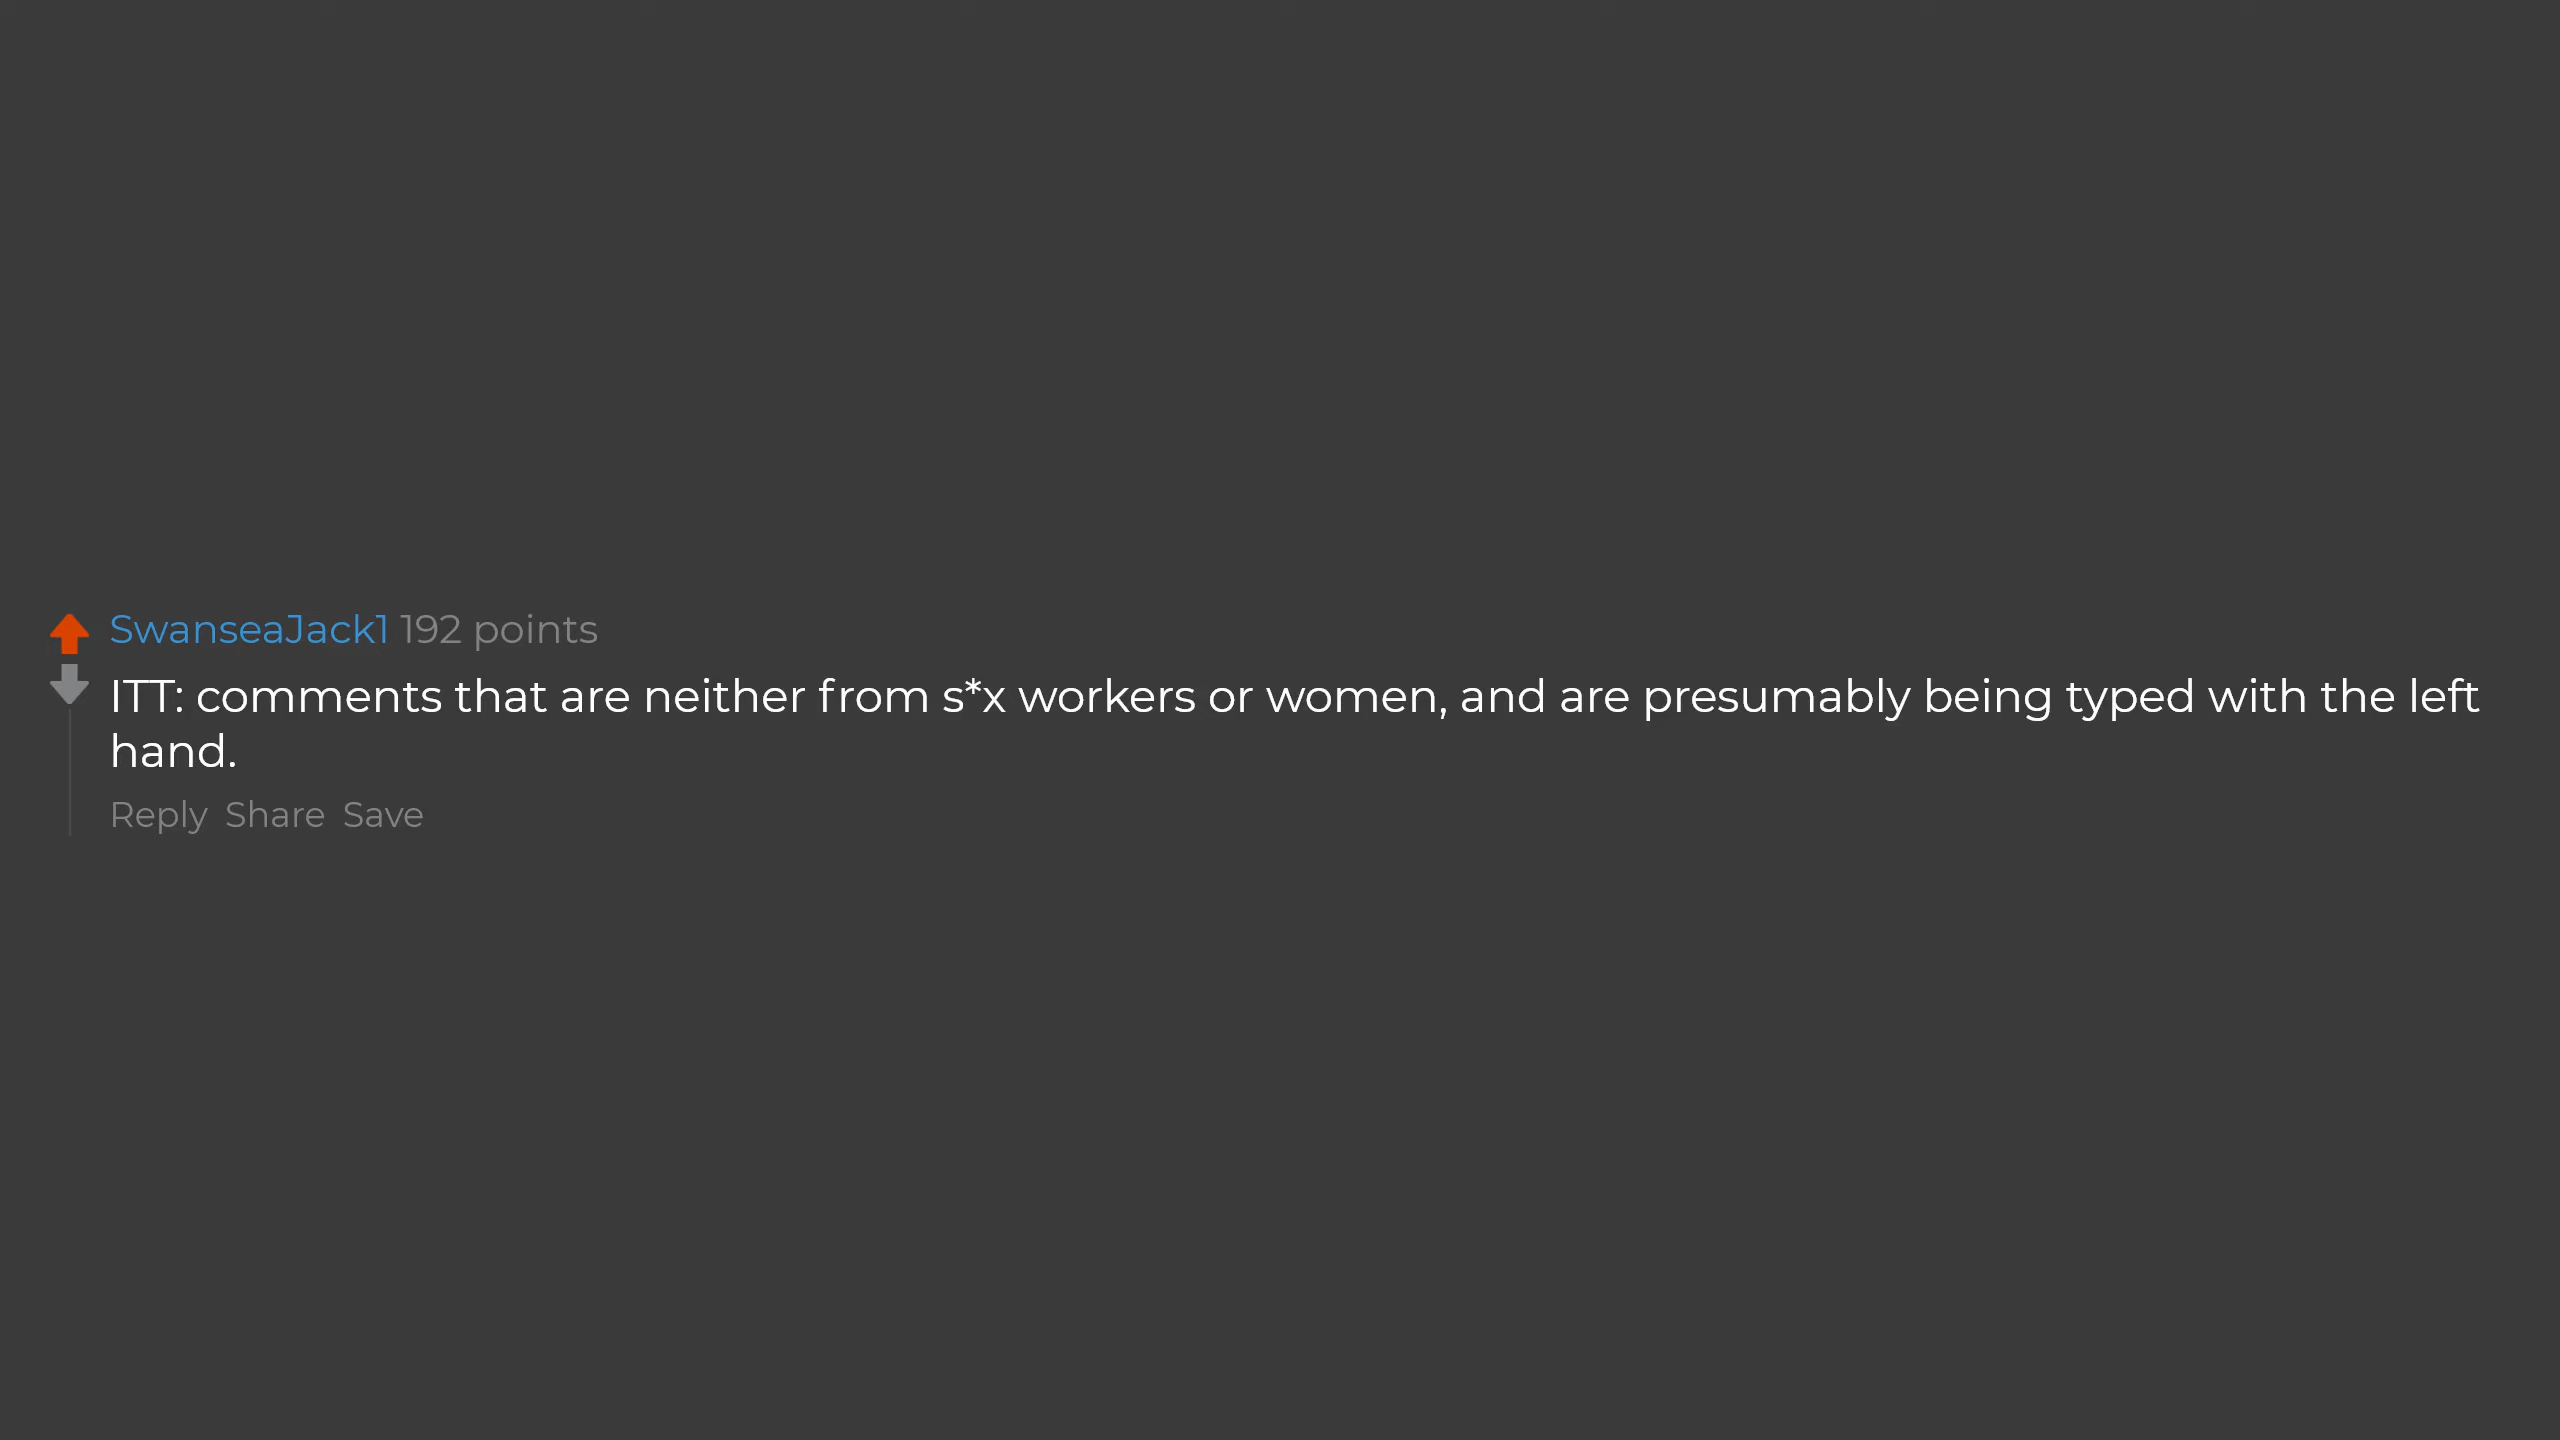 SwanseaJack1 192 points
ITT: comments that are neither from s*x workers or women, and are presumably being typed with the left
hand.
Reply Share Save